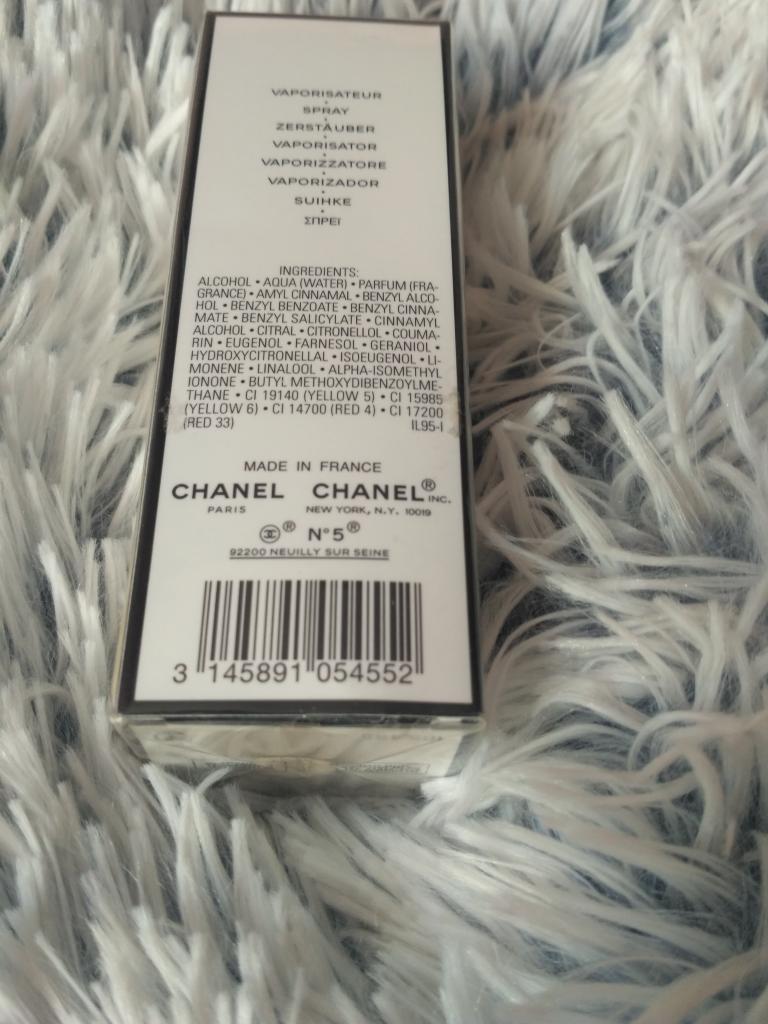 VAPORISATEUR
SPRAY
ZERSTÄUBER
VAPORISATOR
VAPORIZZATORE
VAPORIZADOR
SUIHKE
ΣΠΡΕΪ
INGREDIENTS:
ALCOHOL • AQUA (WATER) • PARFUM (FRA-
GRANCE) • AMYL CINNAMAL • BENZYL ALCO-
HOL • BENZYL BENZOATE • BENZYL CINNA-
MATE • BENZYL SALICYLATE • CINNAMYL
ALCOHOL • CITRAL • CITRONELLOL • COUMA-
RIN • EUGENOL • FARNESOL • GERANIOL •
HYDROXYCITRONELLAL • ISOEUGENOL • LI-
MONENE • LINALOOL • ALPHA-ISOMETHYL
IONONE • BUTYL METHOXYDIBENZOYLME-
THANE • CI 19140 (YELLOW 5) • CI 15985
(YELLOW 6) • CI 14700 (RED 4) • CI 17200
(RED 33) IL95-I
MADE IN FRANCE
CHANEL CHANEL® INC.
PARIS NEW YORK, N.Y. 10019
® N°5®
92200 NEUILLY SUR SEINE
3 145891 054552